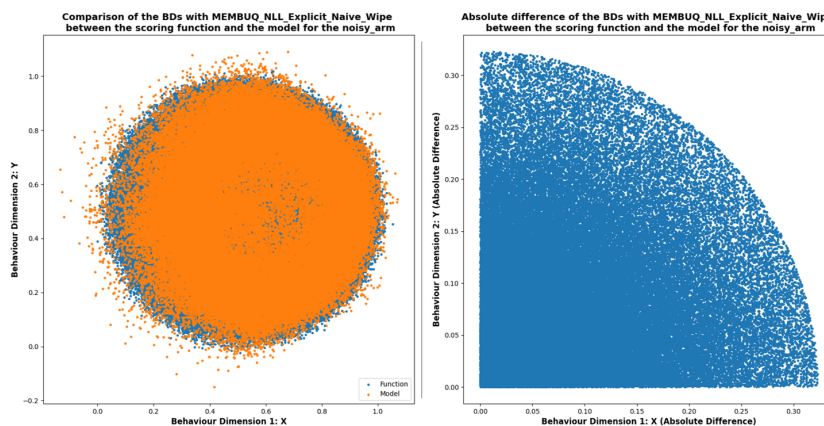 Comparison of the BDs with MEMBUQ_NLL_Explicit_Naive_Wipe
between the scoring function and the model for the noisy_arm
Behaviour Dimension 2: Y
1.0
0.8
0.6
0.4
0.2
0.0
−0.2
0.0
0.2
0.4
0.6
0.8
1.0
Behaviour Dimension 1: X
Function
Model
Absolute difference of the BDs with MEMBUQ_NLL_Explicit_Naive_Wip
between the scoring function and the model for the noisy_arm
Behaviour Dimension 2: Y (Absolute Difference)
0.30
0.25
0.20
0.15
0.10
0.05
0.00
0.00
0.05
0.10
0.15
0.20
0.25
0.30
Behaviour Dimension 1: X (Absolute Difference)